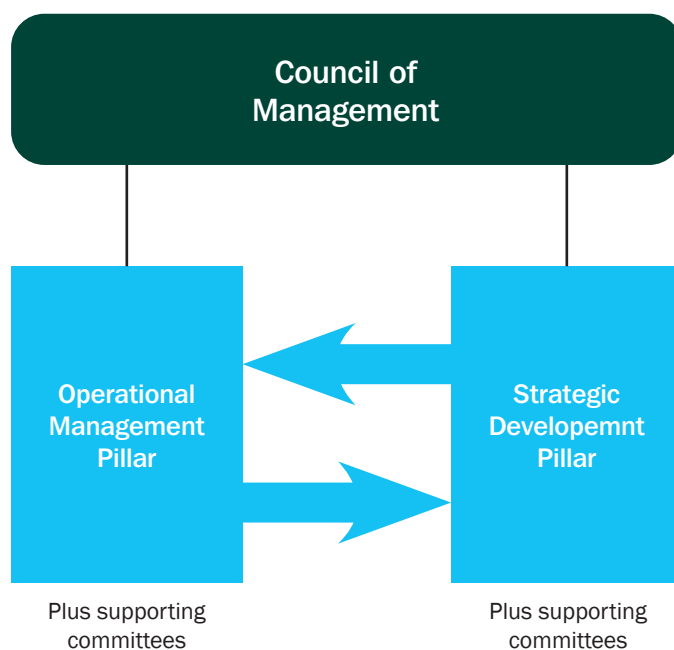 Council of
Management
Operational
Management
Pillar
Strategic
Developemnt
Pillar
Plus supporting
committees
Plus supporting
committees